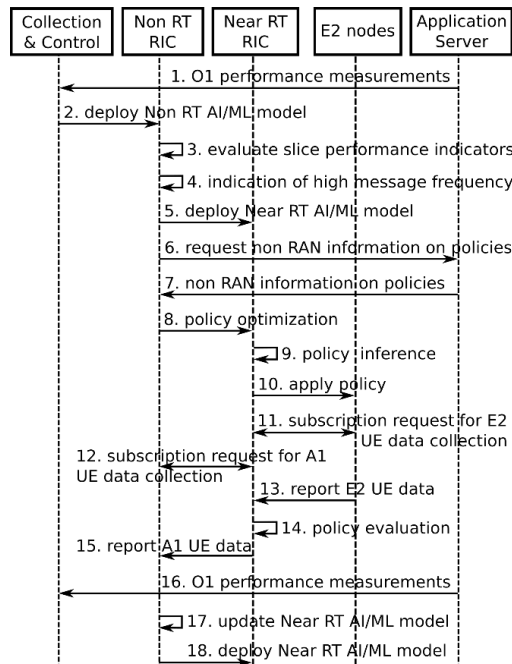 Collection
& Control
Non RT
RIC
Near RT
RIC
E2 nodes
Application
Server
1. O1 performance measurements
2. deploy Non RT AI/ML model
3. evaluate slice performance indicators
4. indication of high message frequency
5. deploy Near RT AI/ML model
6. request non RAN information on policies
7. non RAN information on policies
8. policy optimization
9. policy inference
10. apply policy
11. subscription request for E2
UE data collection
12. subscription request for A1
UE data collection
13. report E2 UE data
14. policy evaluation
15. report A1 UE data
16. O1 performance measurements
17. update Near RT AI/ML model
18. deploy Near RT AI/ML model